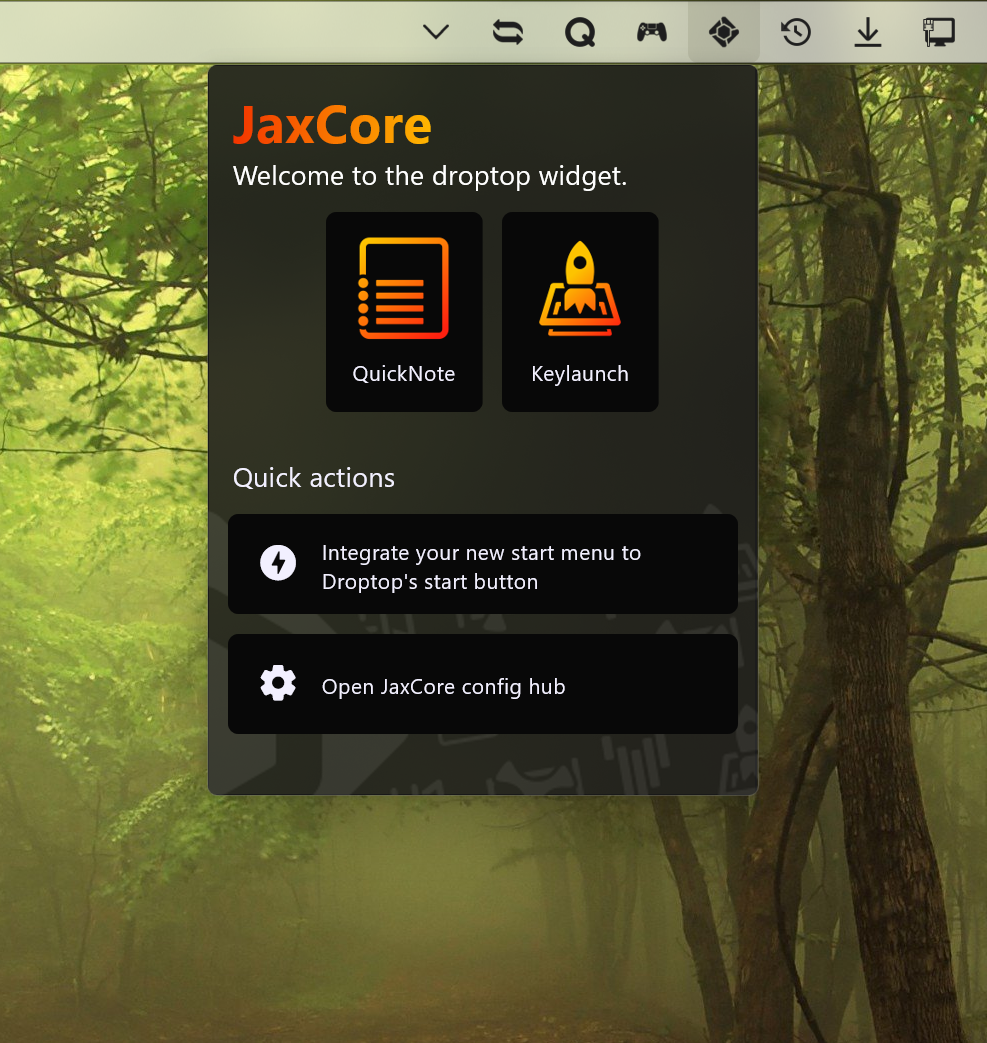 JaxCore
Welcome to the droptop widget.
QuickNote
Keylaunch
Quick actions
Integrate your new start menu to
Droptop's start button
Open JaxCore config hub